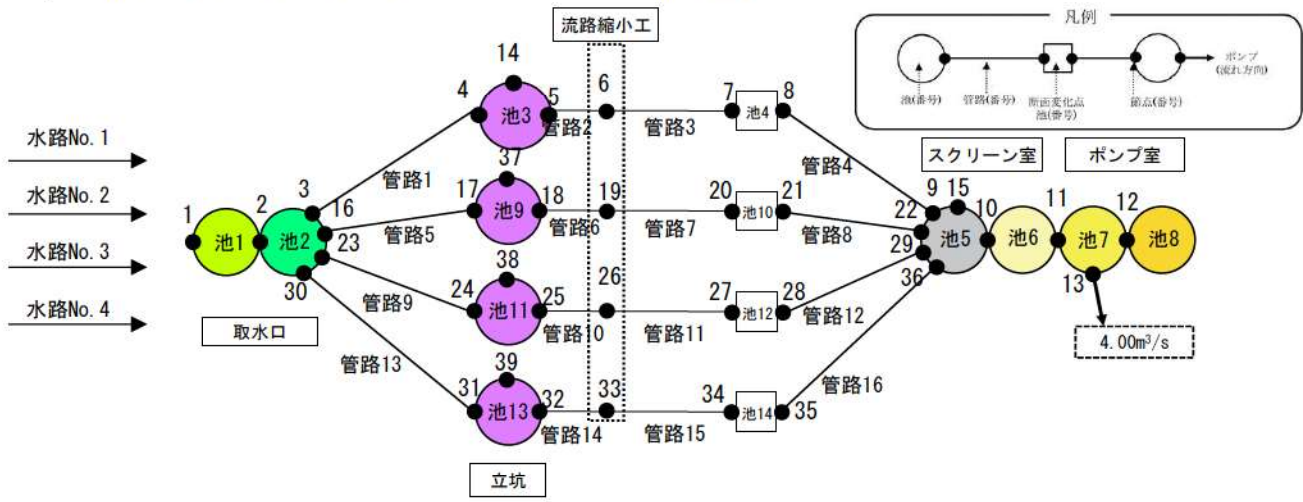 流路縮小工
凡例
池(番号)
管路(番号)
断面変化点
池(番号)
節点(番号)
ポンプ
(流れ方向)
水路No. 1
水路No. 2
水路No. 3
水路No. 4
1
池1
2
池2
3
16
23
30
取水口
管路1
管路5
管路9
管路13
14
4
池3
5
管路2
6
管路3
7
池4
8
管路4
37
17
池9
18
管路6
19
管路7
20
池10
21
管路8
38
24
池11
25
管路10
26
管路11
27
池12
28
管路12
39
31
池13
32
管路14
33
管路15
34
池14
35
管路16
立坑
スクリーン室
ポンプ室
9
15
22
29
36
池5
10
池6
11
池7
12
池8
13
4.00m³/s